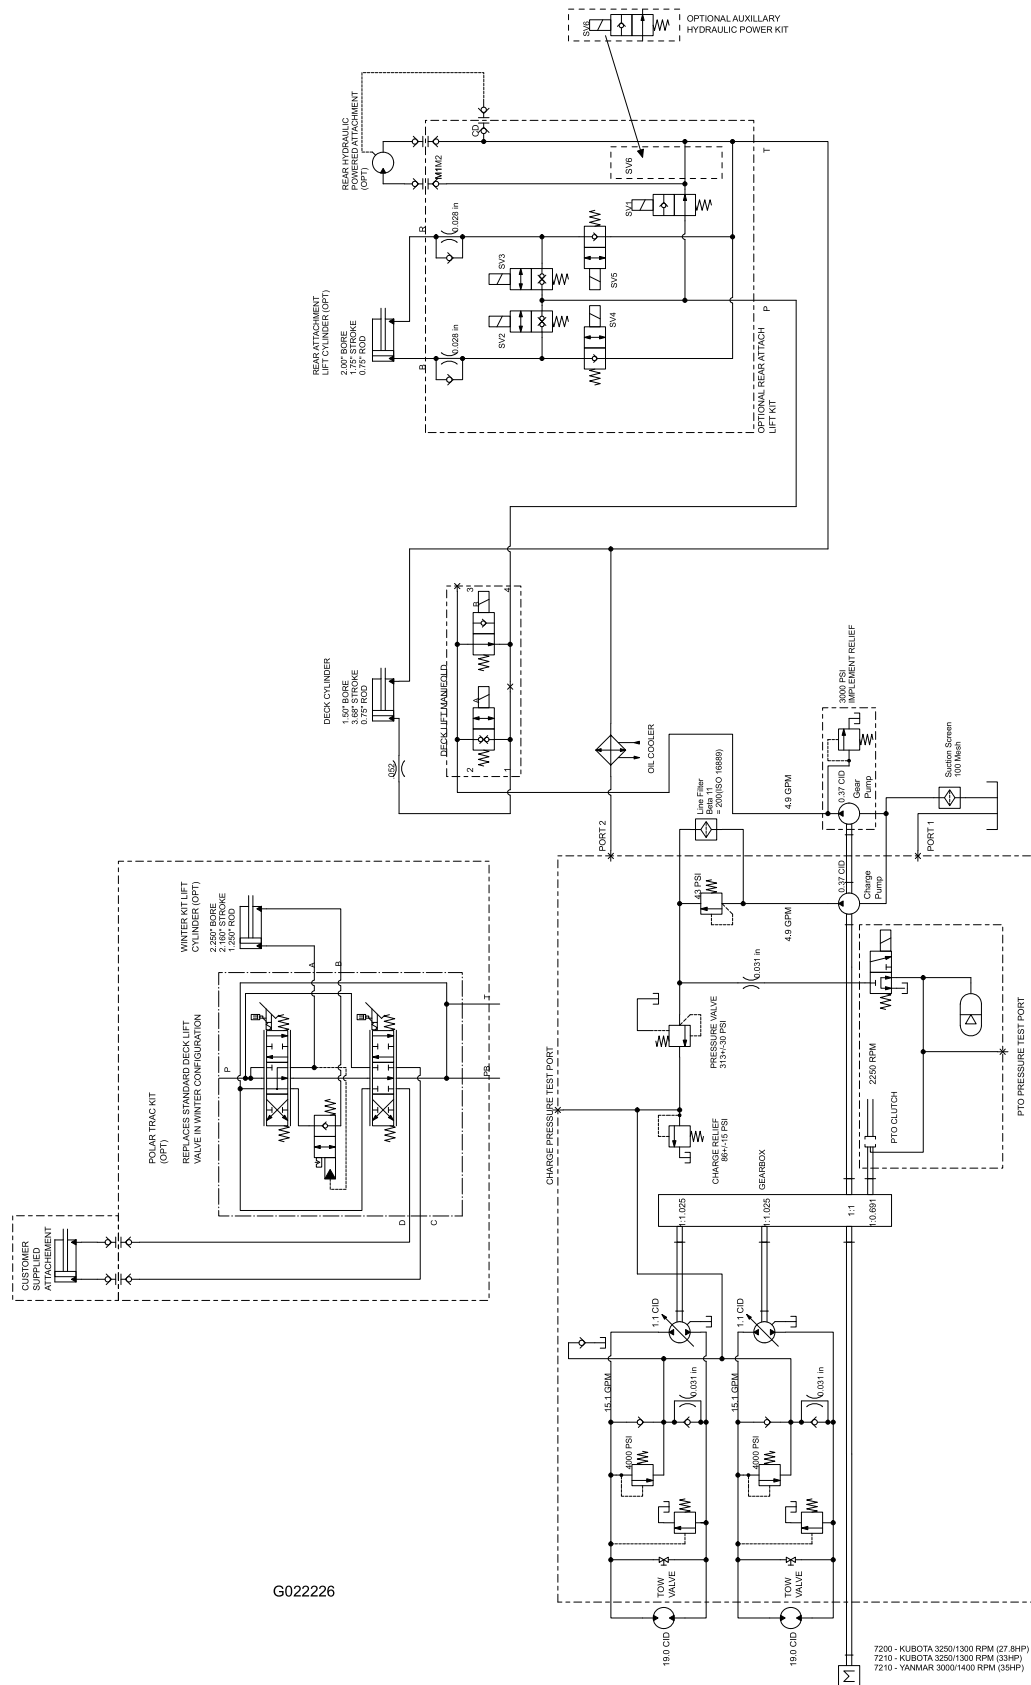 OPTIONAL AUXILLARY
HYDRAULIC POWER KIT
SV6
REAR HYDRAULIC
POWERED ATTACHMENT
(OPT)
CD
M1M2
SV6
T
SV1
R
0.028 in
SV3
SV5
REAR ATTACHMENT
LIFT CYLINDER (OPT)
2.00" BORE
1.75" STROKE
0.75" ROD
SV2
SV4
P
B
0.028 in
OPTIONAL REAR ATTACH
LIFT KIT
DECK CYLINDER
1.50" BORE
3.68" STROKE
0.75" ROD
.052
DECK LIFT MANIFOLD
3
4
B
A
2
1
OIL COOLER
3000 PSI
IMPLEMENT RELIEF
0.37 CID
Gear
Pump
4.9 GPM
Suction Screen
100 Mesh
Line Filter
Beta 11
= 200(ISO 16889)
PORT 2
PORT 1
43 PSI
4.9 GPM
0.37 CID
Charge
Pump
WINTER KIT LIFT
CYLINDER (OPT)
2.250" BORE
2.160" STROKE
1.250" ROD
A
B
P
T
PB
D
C
POLAR TRAC KIT
(OPT)
REPLACES STANDARD DECK LIFT
VALVE IN WINTER CONFIGURATION
CUSTOMER
SUPPLIED
ATTACHEMENT
0.031 in
PRESSURE VALVE
313+/-30 PSI
CHARGE PRESSURE TEST PORT
CHARGE RELIEF
86+/-15 PSI
2250 RPM
PTO CLUTCH
PTO PRESSURE TEST PORT
GEARBOX
1:1.025
1:1.025
1:1
1:0.691
1.1 CID
1.1 CID
15.1 GPM
0.031 in
15.1 GPM
0.031 in
4000 PSI
4000 PSI
TOW
VALVE
TOW
VALVE
19.0 CID
19.0 CID
G022226
M
7200 - KUBOTA 3250/1300 RPM (27.8HP)
7210 - KUBOTA 3250/1300 RPM (33HP)
7210 - YANMAR 3000/1400 RPM (35HP)